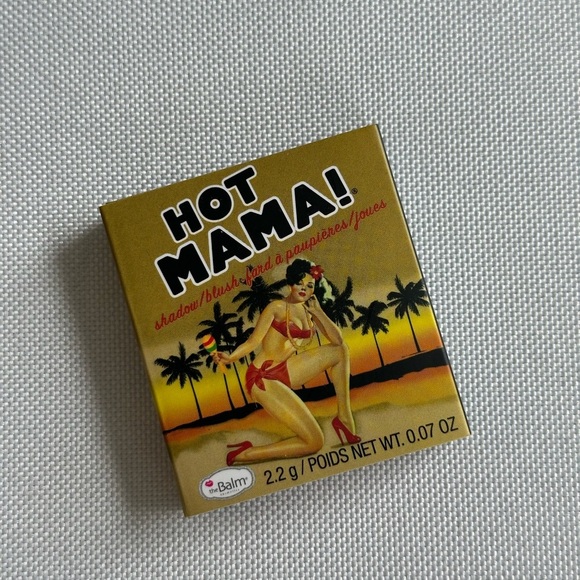 HOT
MAMA!®
shadow/blush·fard à paupières/joues
theBalm®
2.2 g / POIDS NET WT. 0.07 OZ